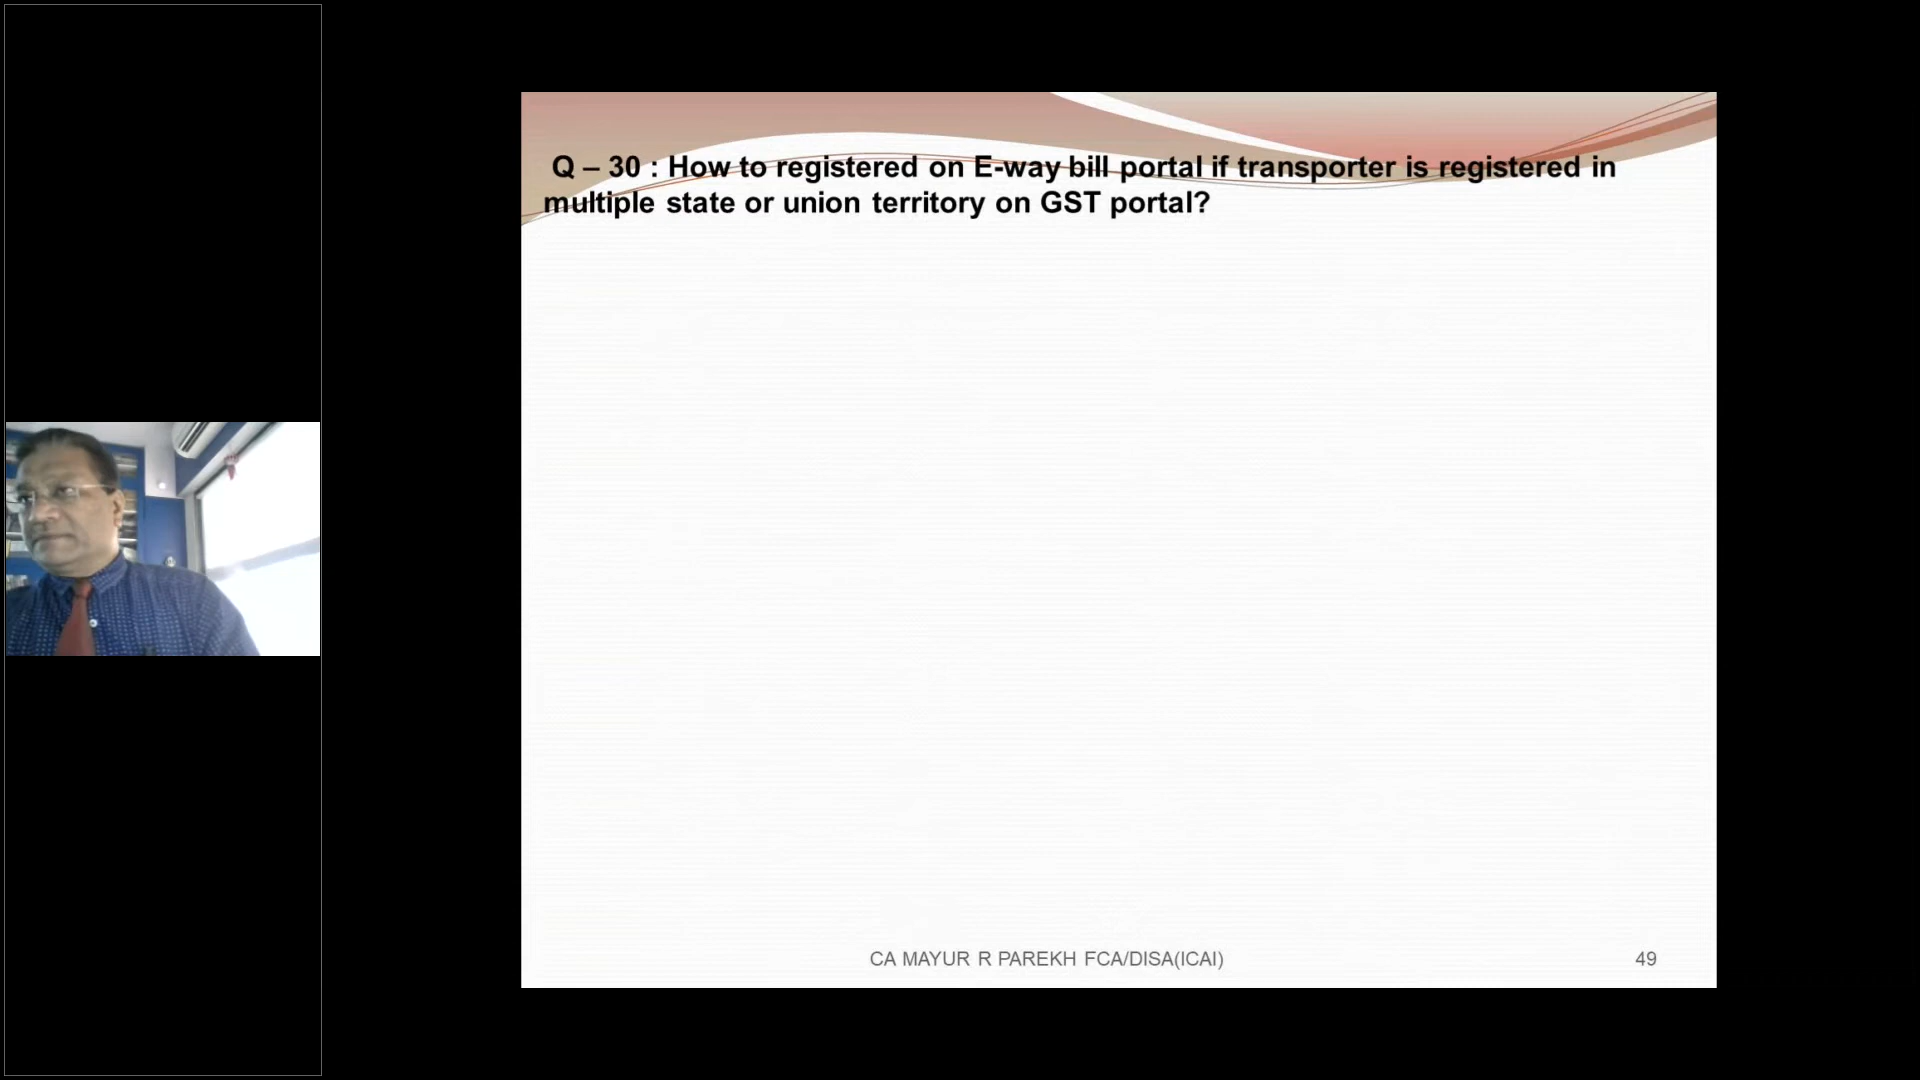 Q – 30 : How to registered on E-way bill portal if transporter is registered in
multiple state or union territory on GST portal?
CA MAYUR R PAREKH FCA/DISA(ICAI)
49